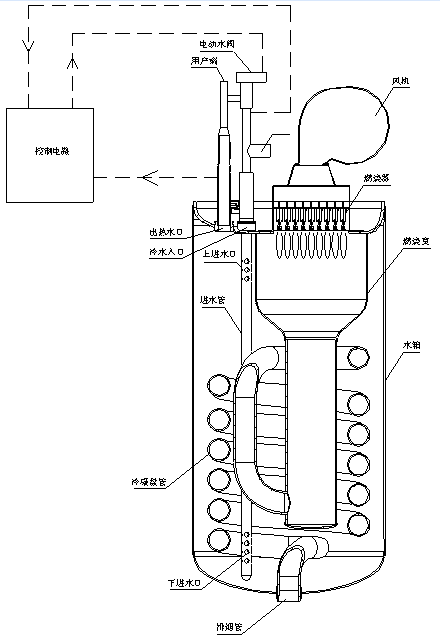 电动水阀
用户端
风机
控制电器
燃烧器
出热水口
冷水入口
上进水口
燃烧室
进水管
水箱
冷凝盘管
下进水口
排烟管